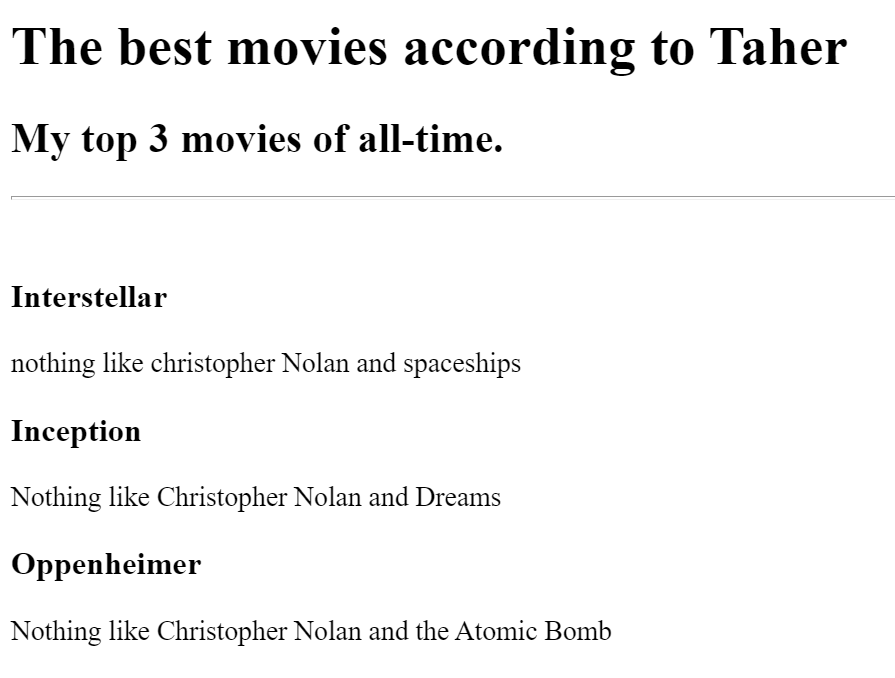 The best movies according to Taher
My top 3 movies of all-time.
Interstellar
nothing like christopher Nolan and spaceships
Inception
Nothing like Christopher Nolan and Dreams
Oppenheimer
Nothing like Christopher Nolan and the Atomic Bomb